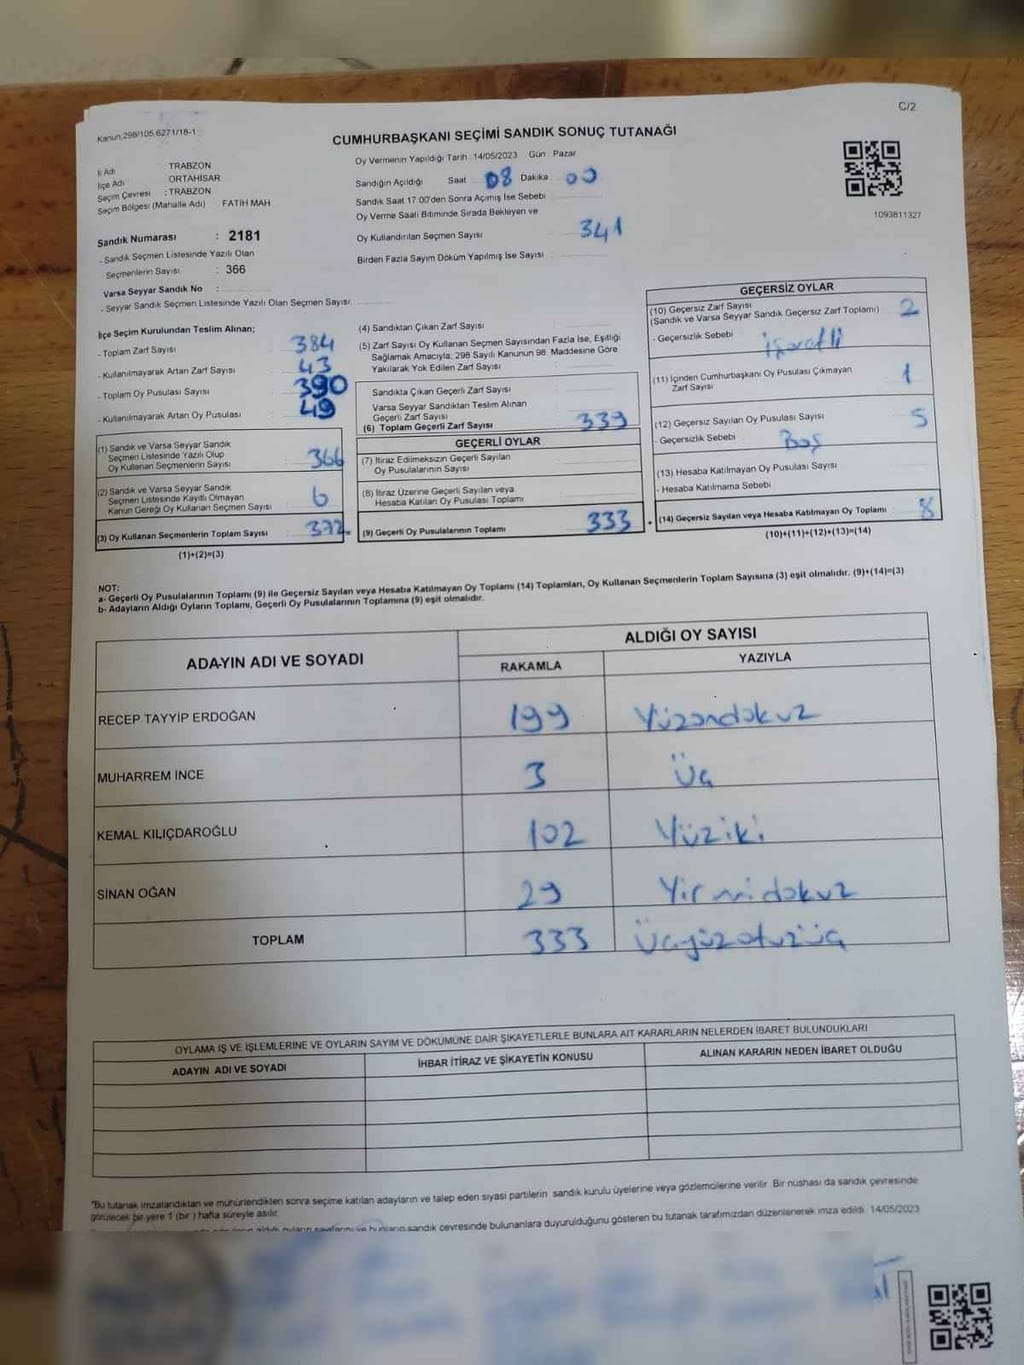 C/2
Kanun 298/105.6271/18-1
CUMHURBAŞKANI SEÇİMİ SANDIK SONUÇ TUTANAĞI
İl Adı : TRABZON
İlçe Adı : ORTAHİSAR
Seçim Çevresi : TRABZON
Seçim Bölgesi (Mahalle Adı) FATİH MAH
Oy Vermenin Yapıldığı Tarih : 14/05/2023 Gün : Pazar
Sandığın Açıldığı Saat 08 Dakika 00
Sandık Saat 17:00'den Sonra Açılmış İse Sebebi
Oy Verme Saati Bitiminde Sırada Bekleyen ve
Oy Kullandırılan Seçmen Sayısı 341
Birden Fazla Sayım Döküm Yapılmış İse Sayısı
1093811327
Sandık Numarası : 2181
- Sandık Seçmen Listesinde Yazılı Olan
Seçmenlerin Sayısı : 366
Varsa Seyyar Sandık No :
- Seyyar Sandık Seçmen Listesinde Yazılı Olan Seçmen Sayısı:
İlçe Seçim Kurulundan Teslim Alınan;
- Toplam Zarf Sayısı 384
- Kullanılmayarak Artan Zarf Sayısı 43
- Toplam Oy Pusulası Sayısı 390
- Kullanılmayarak Artan Oy Pusulası 49
(1) Sandık ve Varsa Seyyar Sandık
Seçmen Listesinde Yazılı Olup
Oy Kullanan Seçmenlerin Sayısı 366
(2) Sandık ve Varsa Seyyar Sandık
Seçmen Listesinde Kayıtlı Olmayan
Kanun Gereği Oy Kullanan Seçmen Sayısı 6
(3) Oy Kullanan Seçmenlerin Toplam Sayısı 372
(1)+(2)=(3)
(4) Sandıktan Çıkan Zarf Sayısı
(5) Zarf Sayısı Oy Kullanan Seçmen Sayısından Fazla İse, Eşitliği
Sağlamak Amacıyla; 298 Sayılı Kanunun 98. Maddesine Göre
Yakılarak Yok Edilen Zarf Sayısı
Sandıkta Çıkan Geçerli Zarf Sayısı
Varsa Seyyar Sandıktan Teslim Alınan
Geçerli Zarf Sayısı
(6) Toplam Geçerli Zarf Sayısı 339
GEÇERLİ OYLAR
(7) İtiraz Edilmeksizin Geçerli Sayılan
Oy Pusulalarının Sayısı
(8) İtiraz Üzerine Geçerli Sayılan veya
Hesaba Katılan Oy Pusulası Toplamı
(9) Geçerli Oy Pusulalarının Toplamı 333
GEÇERSİZ OYLAR
(10) Geçersiz Zarf Sayısı
(Sandık ve Varsa Seyyar Sandık Geçersiz Zarf Toplamı) 2
- Geçersizlik Sebebi İşaretli
(11) İçinden Cumhurbaşkanı Oy Pusulası Çıkmayan
Zarf Sayısı 1
(12) Geçersiz Sayılan Oy Pusulası Sayısı 5
- Geçersizlik Sebebi Boş
(13) Hesaba Katılmayan Oy Pusulası Sayısı
- Hesaba Katılmama Sebebi
(14) Geçersiz Sayılan veya Hesaba Katılmayan Oy Toplamı 8
(10)+(11)+(12)+(13)=(14)
NOT:
a- Geçerli Oy Pusulalarının Toplamı (9) ile Geçersiz Sayılan veya Hesaba Katılmayan Oy Toplamı (14) Toplamları, Oy Kullanan Seçmenlerin Toplam Sayısına (3) eşit olmalıdır. (9)+(14)=(3)
b- Adayların Aldığı Oyların Toplamı, Geçerli Oy Pusulalarının Toplamına (9) eşit olmalıdır.
ADAYIN ADI VE SOYADI
ALDIĞI OY SAYISI
RAKAMLA YAZIYLA
RECEP TAYYİP ERDOĞAN 199 Yüzondokuz
MUHARREM İNCE 3 Üç
KEMAL KILIÇDAROĞLU 102 Yüziki
SİNAN OĞAN 29 Yirmidokuz
TOPLAM 333 Üçyüzotuzüç
OYLAMA İŞ VE İŞLEMLERİNE VE OYLARIN SAYIM VE DÖKÜMÜNE DAİR ŞİKAYETLERLE BUNLARA AİT KARARLARIN NELERDEN İBARET BULUNDUKLARI
ADAYIN ADI VE SOYADI İHBAR İTİRAZ VE ŞİKAYETİN KONUSU ALINAN KARARIN NEDEN İBARET OLDUĞU
"Bu tutanak imzalandıktan ve mühürlendikten sonra seçime katılan adayların ve talep eden siyasi partilerin sandık kurulu üyelerine veya gözlemcilerine verilir. Bir nüshası da sandık çevresinde
görülecek bir yere 1 (bir) hafta süreyle asılır.
aldığı oyların sayılarını ve bunların sandık çevresinde bulunanlara duyurulduğunu gösteren bu tutanak tarafımızdan düzenlenerek imza edildi. 14/05/2023